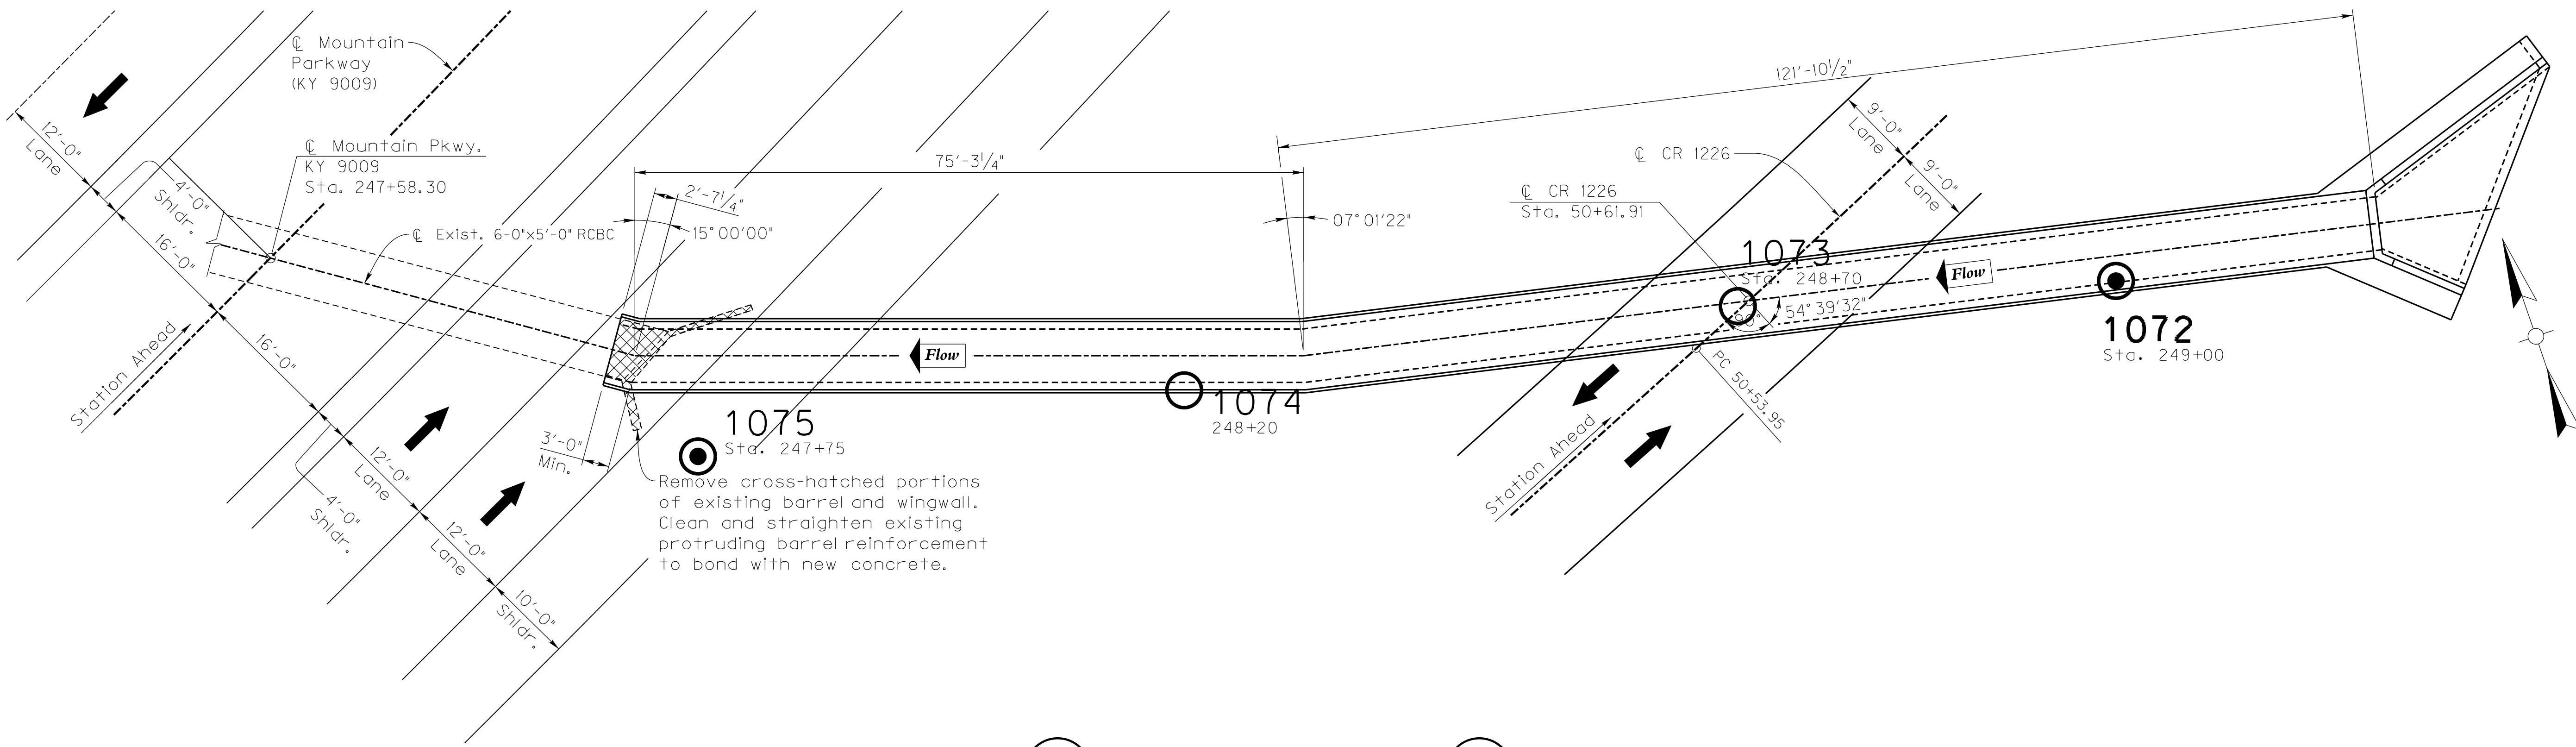 ℄ Mountain
Parkway
(KY 9009)
℄ Mountain Pkwy.
KY 9009
Sta. 247+58.30
12'-0"
Lane
4'-0"
Shldr.
16'-0"
16'-0"
Station Ahead
12'-0"
Lane
4'-0"
Shldr.
12'-0"
Lane
10'-0"
Shldr.
℄ Exist. 6-0"x5'-0" RCBC
75'-3 1/4"
2'-7 1/4"
15°00'00"
07°01'22"
121'-10 1/2"
Flow
3'-0"
Min.
1075
Sta. 247+75
Remove cross-hatched portions
of existing barrel and wingwall.
Clean and straighten existing
protruding barrel reinforcement
to bond with new concrete.
1074
248+20
℄ CR 1226
℄ CR 1226
Sta. 50+61.91
9'-0"
Lane
9'-0"
Lane
1073
Sta. 248+70
54°39'32"
90°
Flow
PC 50+53.95
Station Ahead
1072
Sta. 249+00